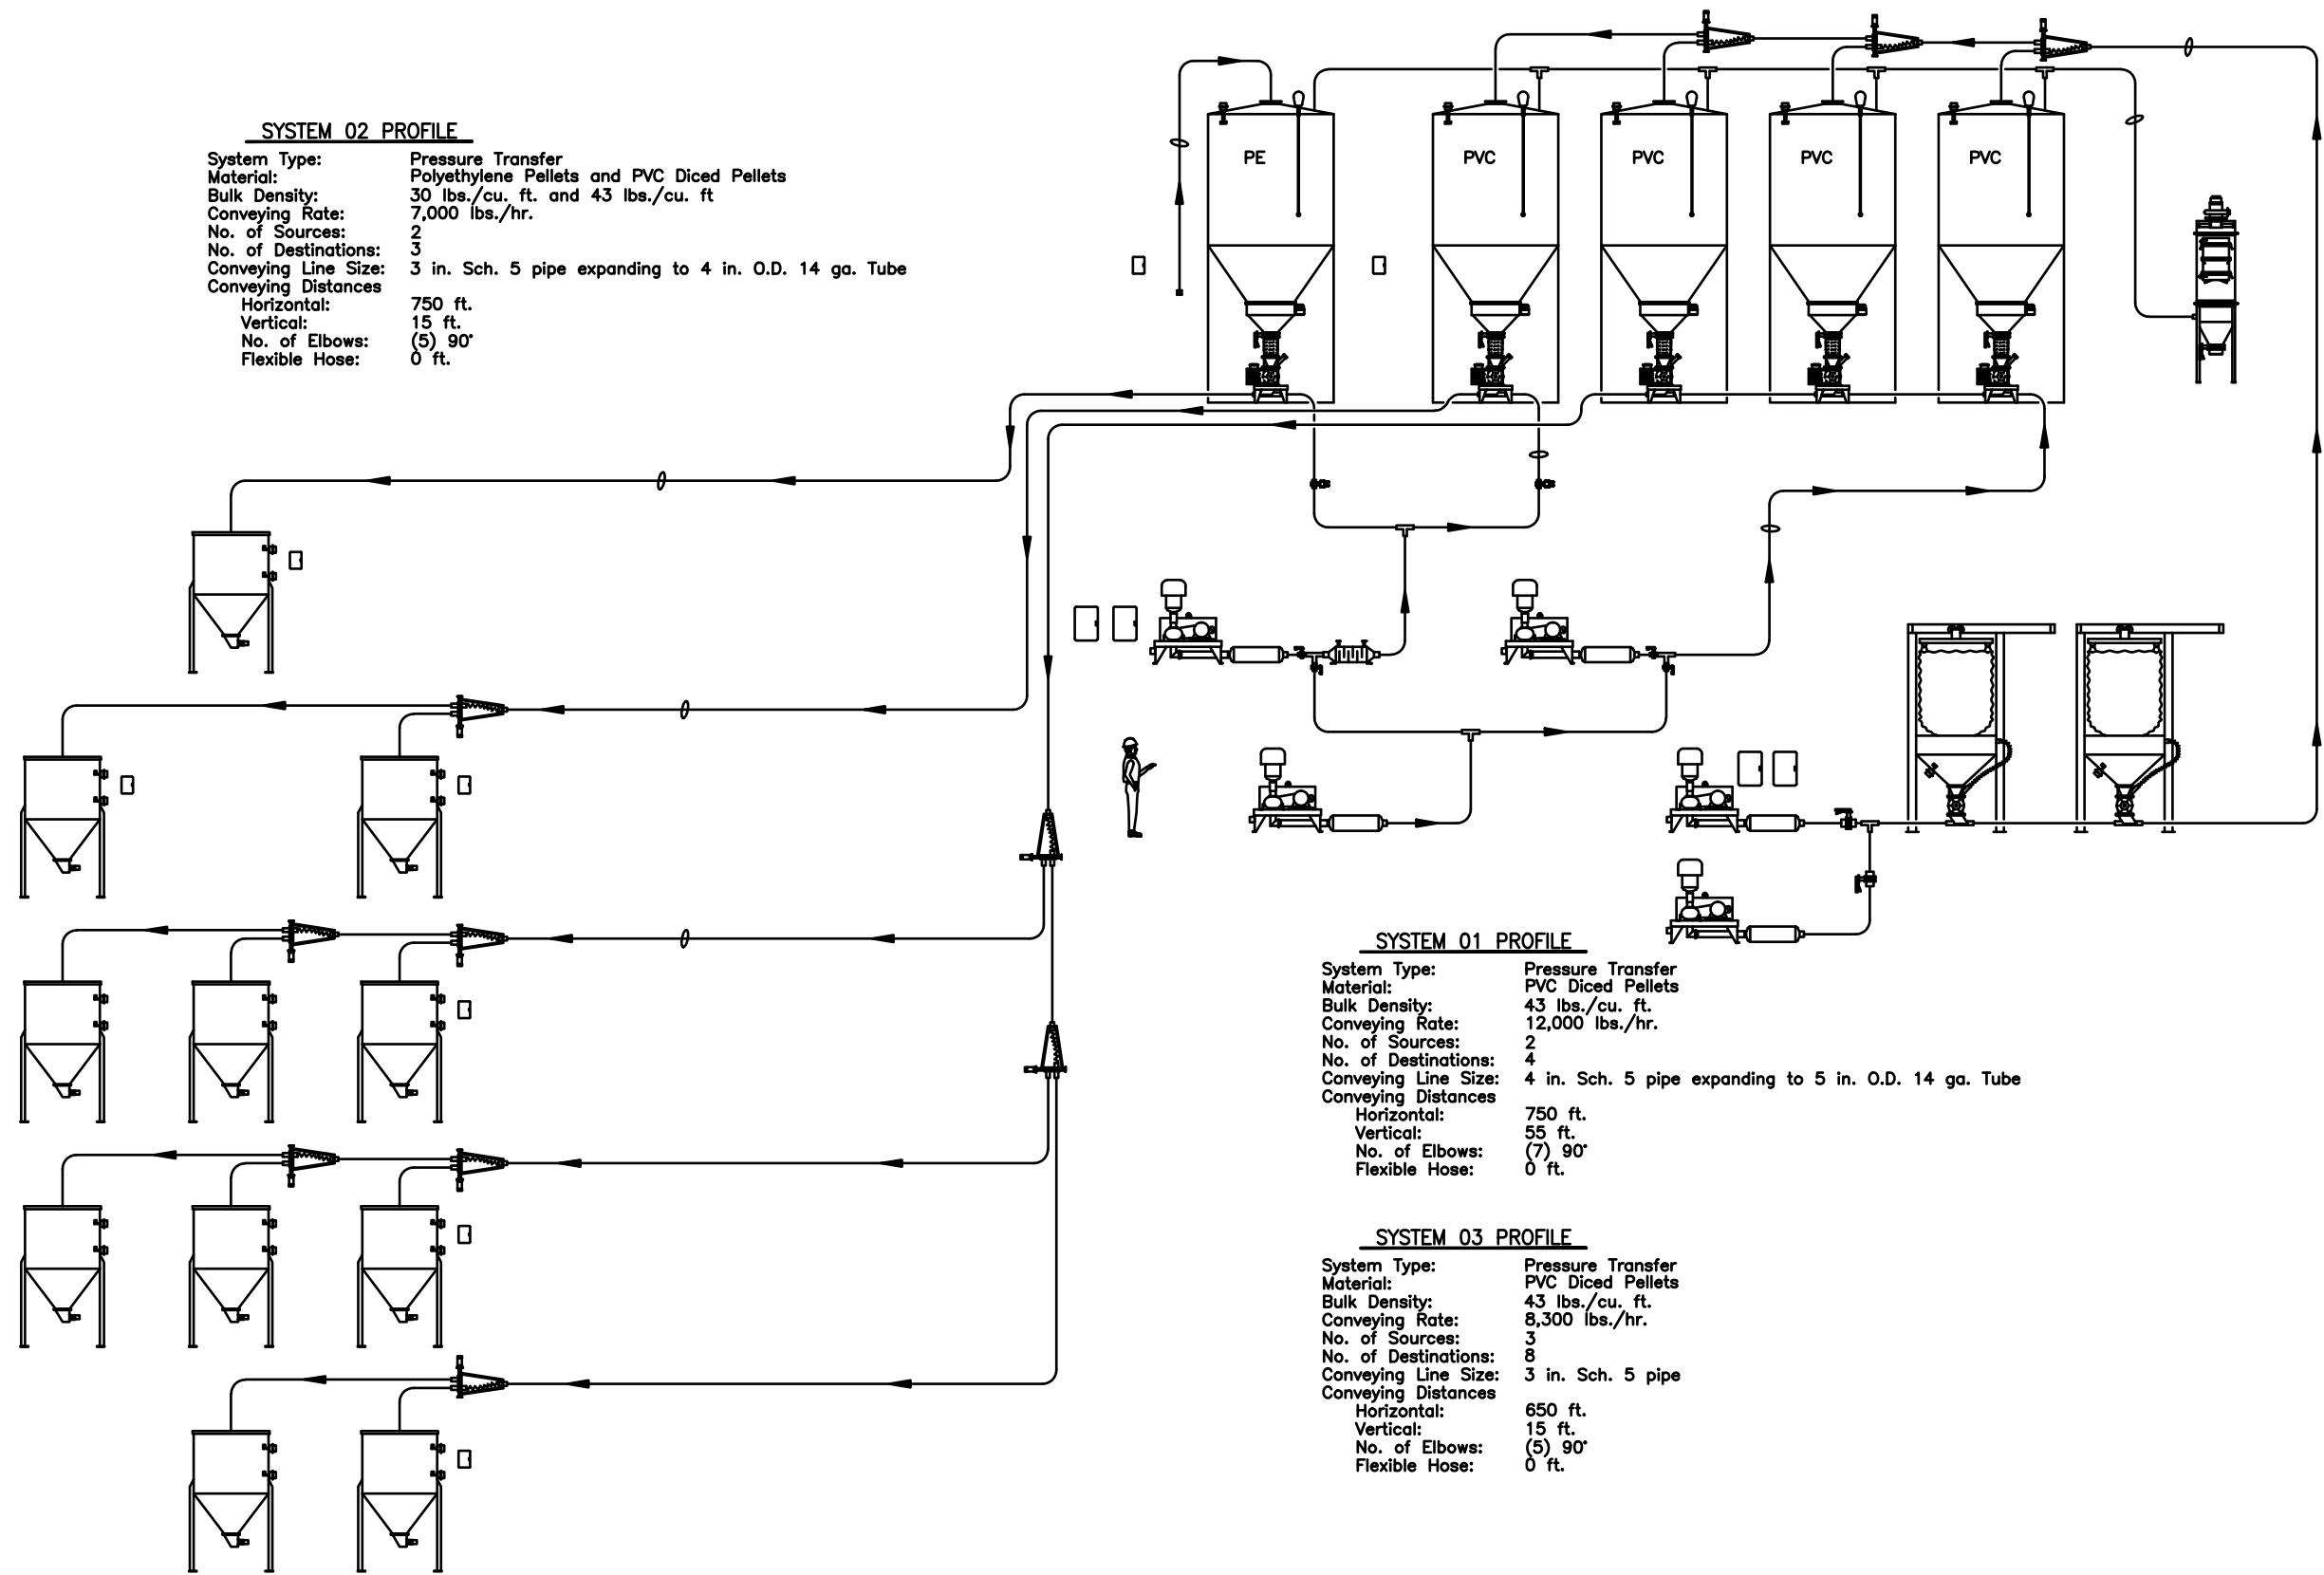 PE
PVC
PVC
PVC
PVC
SYSTEM 02 PROFILE
System Type: Pressure Transfer
Material: Polyethylene Pellets and PVC Diced Pellets
Bulk Density: 30 lbs./cu. ft. and 43 lbs./cu. ft
Conveying Rate: 7,000 lbs./hr.
No. of Sources: 2
No. of Destinations: 3
Conveying Line Size: 3 in. Sch. 5 pipe expanding to 4 in. O.D. 14 ga. Tube
Conveying Distances
Horizontal: 750 ft.
Vertical: 15 ft.
No. of Elbows: (5) 90°
Flexible Hose: 0 ft.
SYSTEM 01 PROFILE
System Type: Pressure Transfer
Material: PVC Diced Pellets
Bulk Density: 43 lbs./cu. ft.
Conveying Rate: 12,000 lbs./hr.
No. of Sources: 2
No. of Destinations: 4
Conveying Line Size: 4 in. Sch. 5 pipe expanding to 5 in. O.D. 14 ga. Tube
Conveying Distances
Horizontal: 750 ft.
Vertical: 55 ft.
No. of Elbows: (7) 90°
Flexible Hose: 0 ft.
SYSTEM 03 PROFILE
System Type: Pressure Transfer
Material: PVC Diced Pellets
Bulk Density: 43 lbs./cu. ft.
Conveying Rate: 8,300 lbs./hr.
No. of Sources: 3
No. of Destinations: 8
Conveying Line Size: 3 in. Sch. 5 pipe
Conveying Distances
Horizontal: 650 ft.
Vertical: 15 ft.
No. of Elbows: (5) 90°
Flexible Hose: 0 ft.